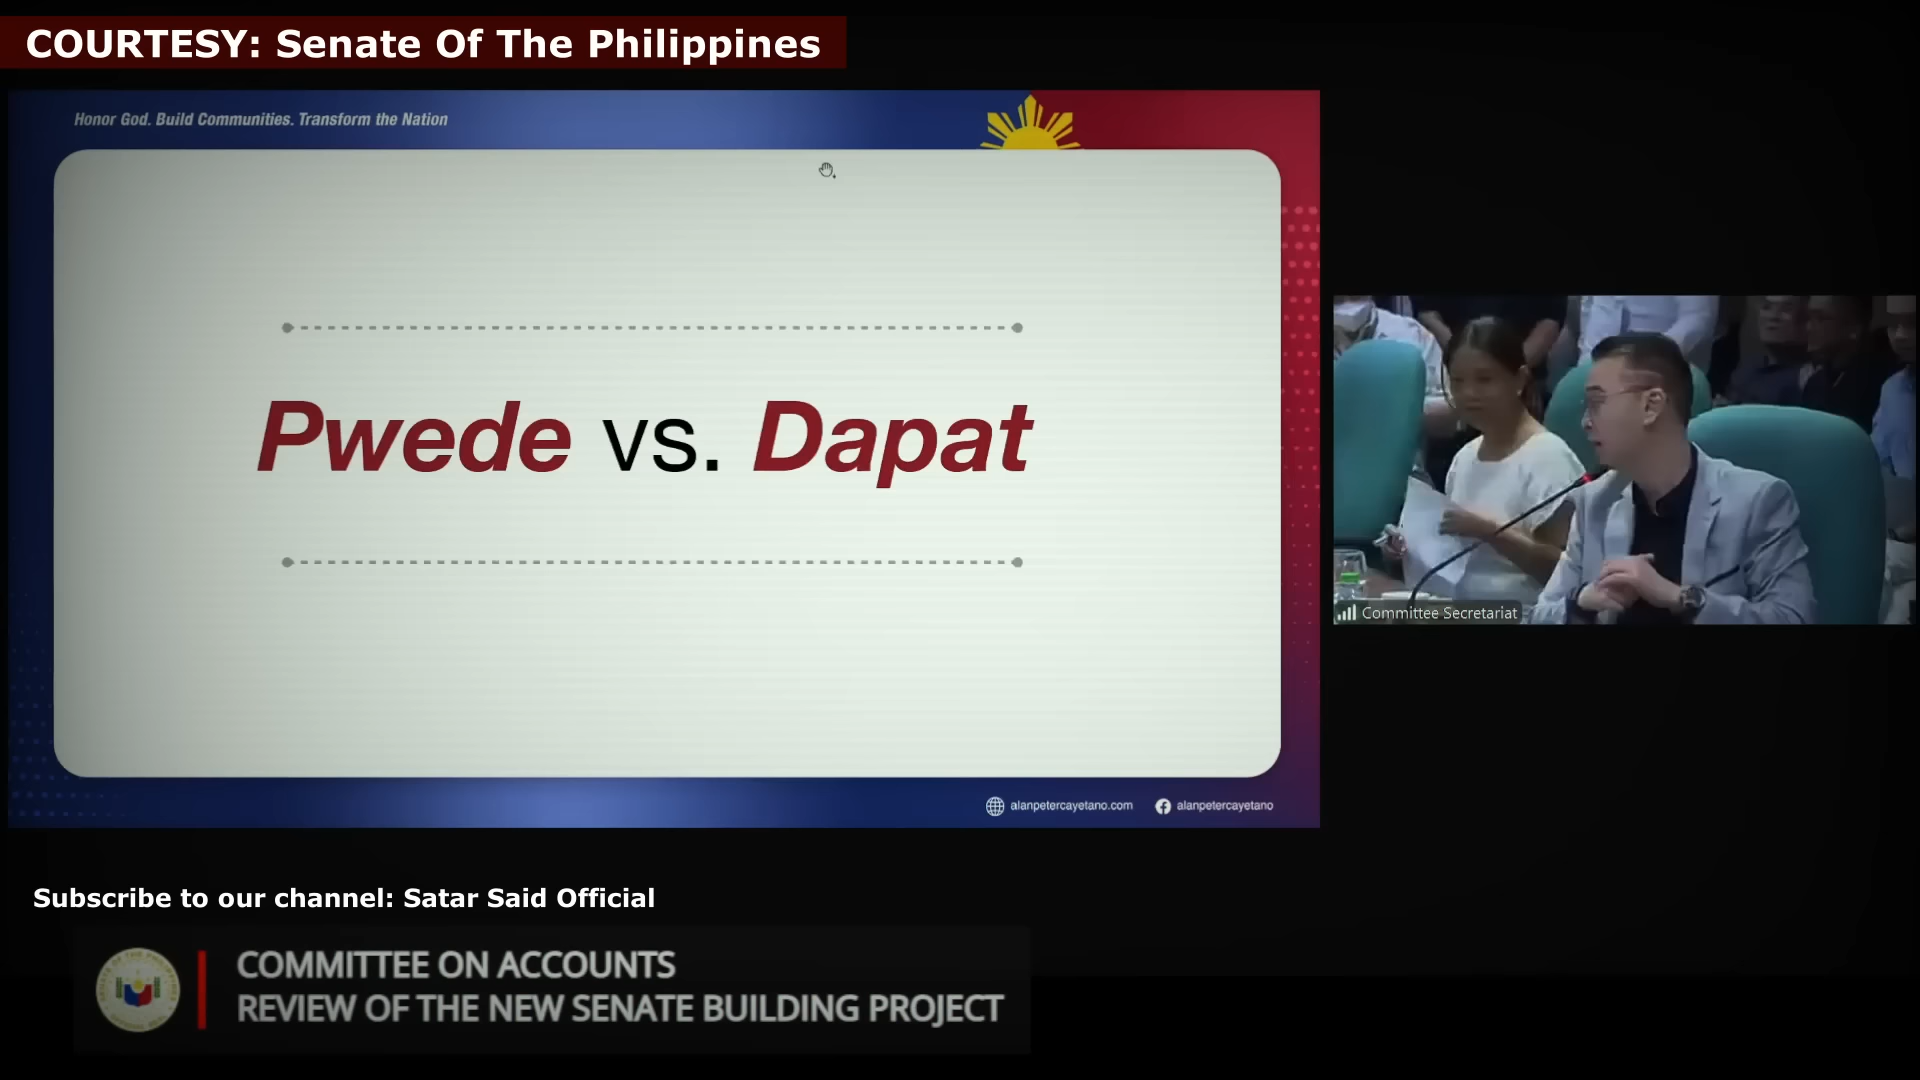 COURTESY: Senate Of The Philippines
Honor God. Build Communities. Transform the Nation
Pwede vs. Dapat
Committee Secretariat
alanpetercayetano.com
alanpetercayetano
Subscribe to our channel: Satar Said Official
COMMITTEE ON ACCOUNTS
REVIEW OF THE NEW SENATE BUILDING PROJECT